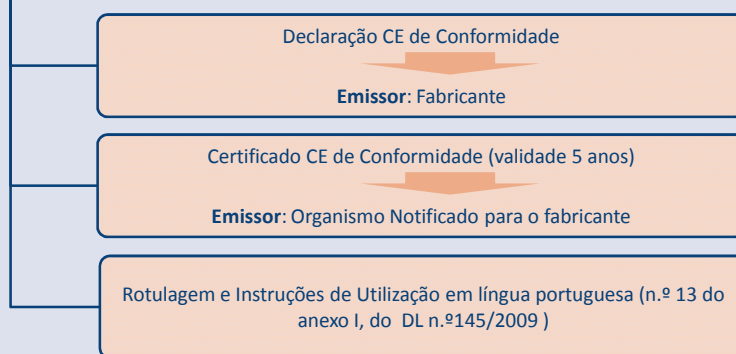 Declaração CE de Conformidade
Emissor: Fabricante
Certificado CE de Conformidade (validade 5 anos)
Emissor: Organismo Notificado para o fabricante
Rotulagem e Instruções de Utilização em língua portuguesa (n.º 13 do
anexo I, do DL n.º145/2009 )